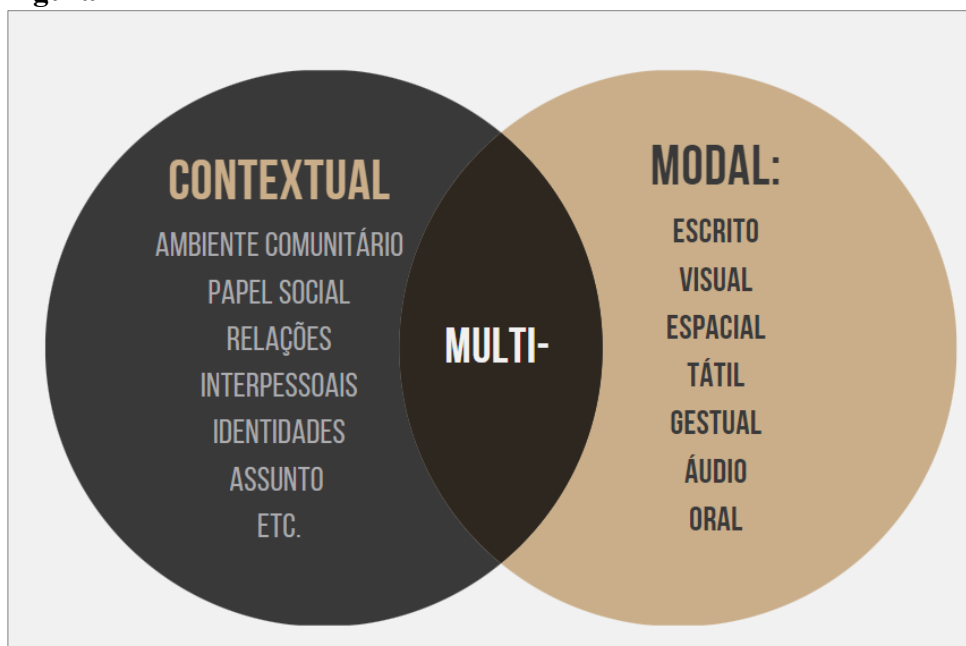 CONTEXTUAL
AMBIENTE COMUNITÁRIO
PAPEL SOCIAL
RELAÇÕES
INTERPESSOAIS
IDENTIDADES
ASSUNTO
ETC.
MULTI-
MODAL:
ESCRITO
VISUAL
ESPACIAL
TÁTIL
GESTUAL
ÁUDIO
ORAL